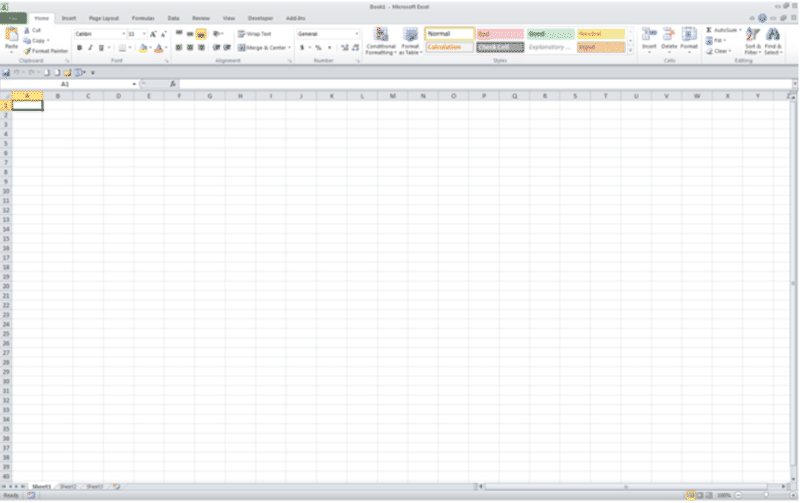 Book1 - Microsoft Excel
Home Insert Page Layout Formulas Data Review View Developer Add-Ins
Cut
Copy
Format Painter
Paste
Clipboard
Calibri 11
Font
Wrap Text
Merge & Center
Alignment
General
Number
Conditional Formatting
Format as Table
Normal Bad Good Neutral
Calculation Check Cell Explanatory ... Input
Styles
Insert Delete Format
Cells
AutoSum
Fill
Clear
Sort & Filter
Find & Select
Editing
A1 fx
A B C D E F G H I J K L M N O P Q R S T U V W X Y Z
1
2
3
4
5
6
7
8
9
10
11
12
13
14
15
16
17
18
19
20
21
22
23
24
25
26
27
28
29
30
31
32
33
34
35
36
37
38
39
40
Sheet1 Sheet2 Sheet3
Ready 100%